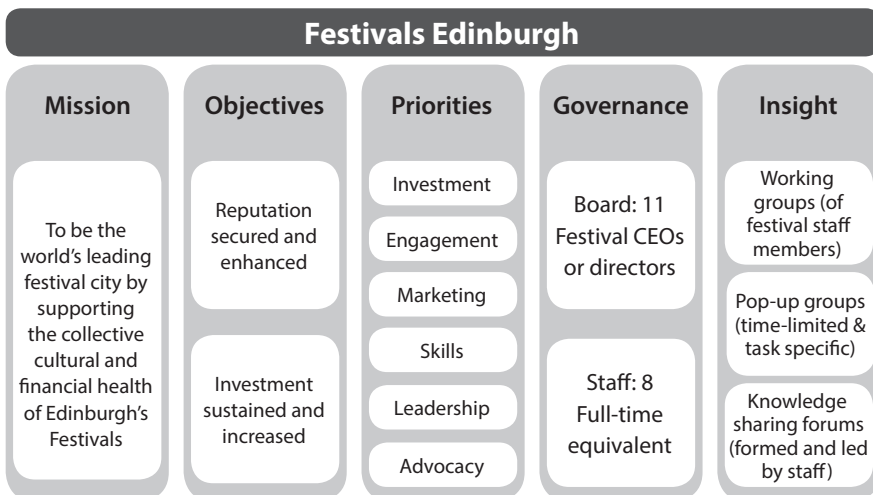 Festivals Edinburgh
Mission
To be the
world's leading
festival city by
supporting
the collective
cultural and
financial health
of Edinburgh's
Festivals
Objectives
Reputation
secured and
enhanced
Investment
sustained and
increased
Priorities
Investment
Engagement
Marketing
Skills
Leadership
Advocacy
Governance
Board: 11
Festival CEOs
or directors
Staff: 8
Full-time
equivalent
Insight
Working
groups (of
festival staff
members)
Pop-up groups
(time-limited &
task specific)
Knowledge
sharing forums
(formed and led
by staff)